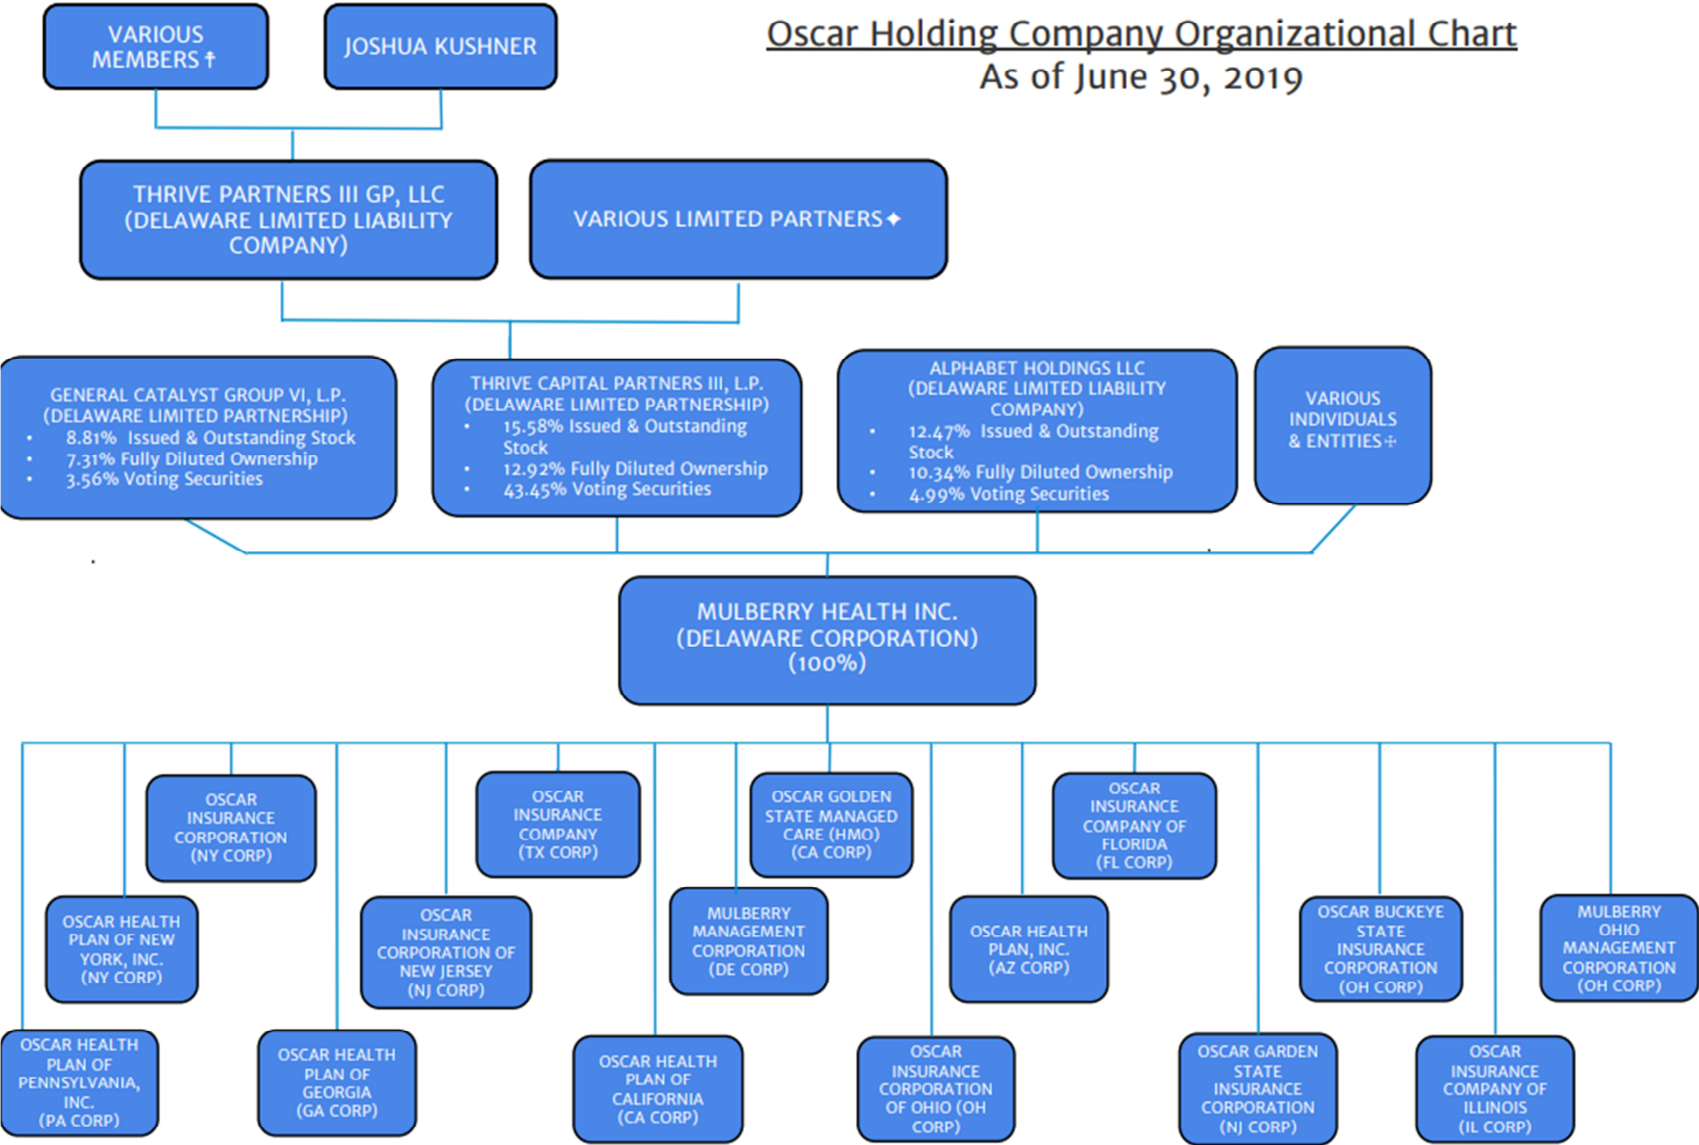 Oscar Holding Company Organizational Chart
As of June 30, 2019
VARIOUS
MEMBERS☨
JOSHUA KUSHNER
THRIVE PARTNERS III GP, LLC
(DELAWARE LIMITED LIABILITY
COMPANY)
VARIOUS LIMITED PARTNERS✦
GENERAL CATALYST GROUP VI, L.P.
(DELAWARE LIMITED PARTNERSHIP)
• 8.81% Issued & Outstanding Stock
• 7.31% Fully Diluted Ownership
• 3.56% Voting Securities
THRIVE CAPITAL PARTNERS III, L.P.
(DELAWARE LIMITED PARTNERSHIP)
• 15.58% Issued & Outstanding
Stock
• 12.92% Fully Diluted Ownership
• 43.45% Voting Securities
ALPHABET HOLDINGS LLC
(DELAWARE LIMITED LIABILITY
COMPANY)
• 12.47% Issued & Outstanding
Stock
• 10.34% Fully Diluted Ownership
• 4.99% Voting Securities
VARIOUS
INDIVIDUALS
& ENTITIES☩
MULBERRY HEALTH INC.
(DELAWARE CORPORATION)
(100%)
OSCAR
INSURANCE
CORPORATION
(NY CORP)
OSCAR
INSURANCE
COMPANY
(TX CORP)
OSCAR GOLDEN
STATE MANAGED
CARE (HMO)
(CA CORP)
OSCAR
INSURANCE
COMPANY OF
FLORIDA
(FL CORP)
OSCAR HEALTH
PLAN OF NEW
YORK, INC.
(NY CORP)
OSCAR
INSURANCE
CORPORATION OF
NEW JERSEY
(NJ CORP)
MULBERRY
MANAGEMENT
CORPORATION
(DE CORP)
OSCAR HEALTH
PLAN, INC.
(AZ CORP)
OSCAR BUCKEYE
STATE
INSURANCE
CORPORATION
(OH CORP)
MULBERRY
OHIO
MANAGEMENT
CORPORATION
(OH CORP)
OSCAR HEALTH
PLAN OF
PENNSYLVANIA,
INC.
(PA CORP)
OSCAR HEALTH
PLAN OF
GEORGIA
(GA CORP)
OSCAR HEALTH
PLAN OF
CALIFORNIA
(CA CORP)
OSCAR
INSURANCE
CORPORATION
OF OHIO (OH
CORP)
OSCAR GARDEN
STATE
INSURANCE
CORPORATION
(NJ CORP)
OSCAR
INSURANCE
COMPANY OF
ILLINOIS
(IL CORP)